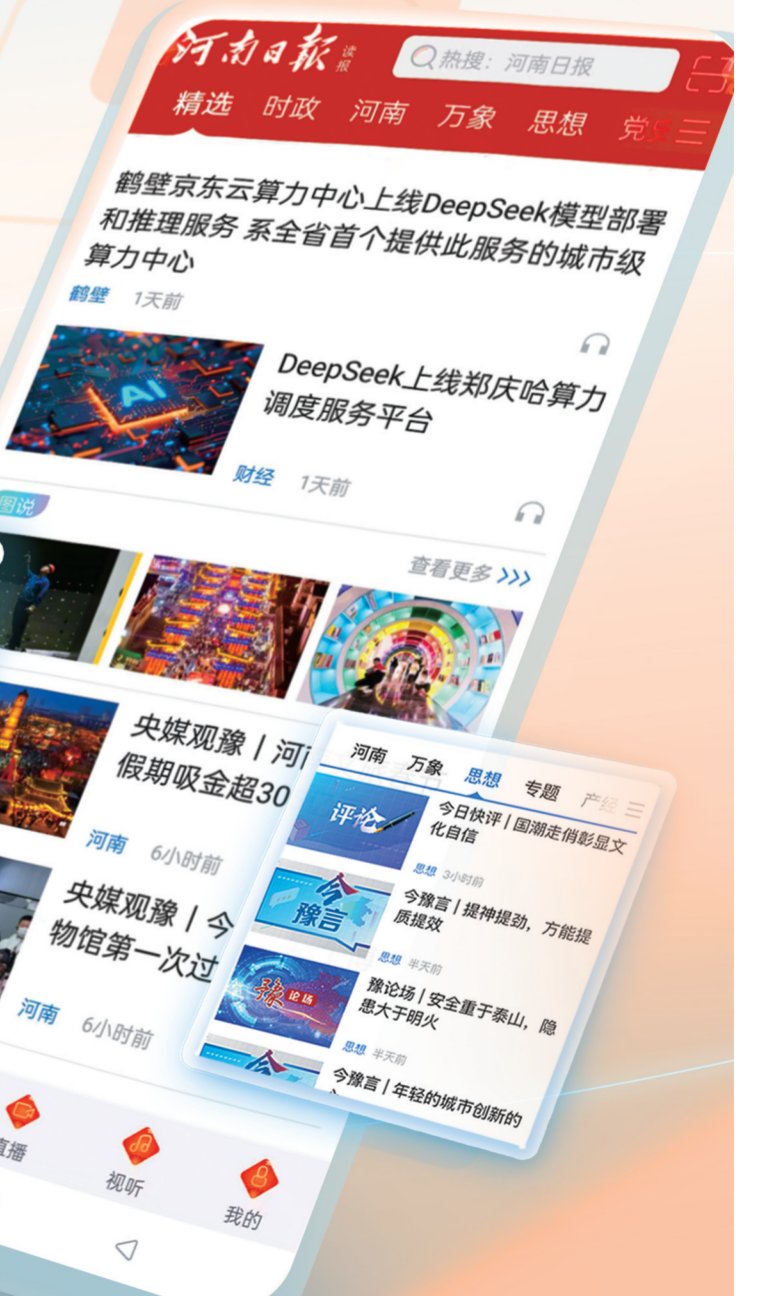 河南日報 读报
热搜：河南日报
精选 时政 河南 万象 思想
鹤壁京东云算力中心上线DeepSeek模型部署
和推理服务 系全省首个提供此服务的城市级
算力中心
鹤壁 1天前
AI
DeepSeek上线郑庆哈算力
调度服务平台
财经 1天前
图说
查看更多 》》》
央媒观豫丨河南
假期吸金超30
河南 6小时前
央媒观豫丨今
物馆第一次过
河南 6小时前
河南 万象 思想 专题 产经
评论
今日快评 | 国潮走俏彰显文
化自信
思想 3小时前
今
豫言
今豫言 | 提神提劲，方能提
质提效
思想 半天前
豫 论场
豫论场 | 安全重于泰山，隐
患大于明火
思想 半天前
今
今豫言 | 年轻的城市创新的
直播
视听
我的